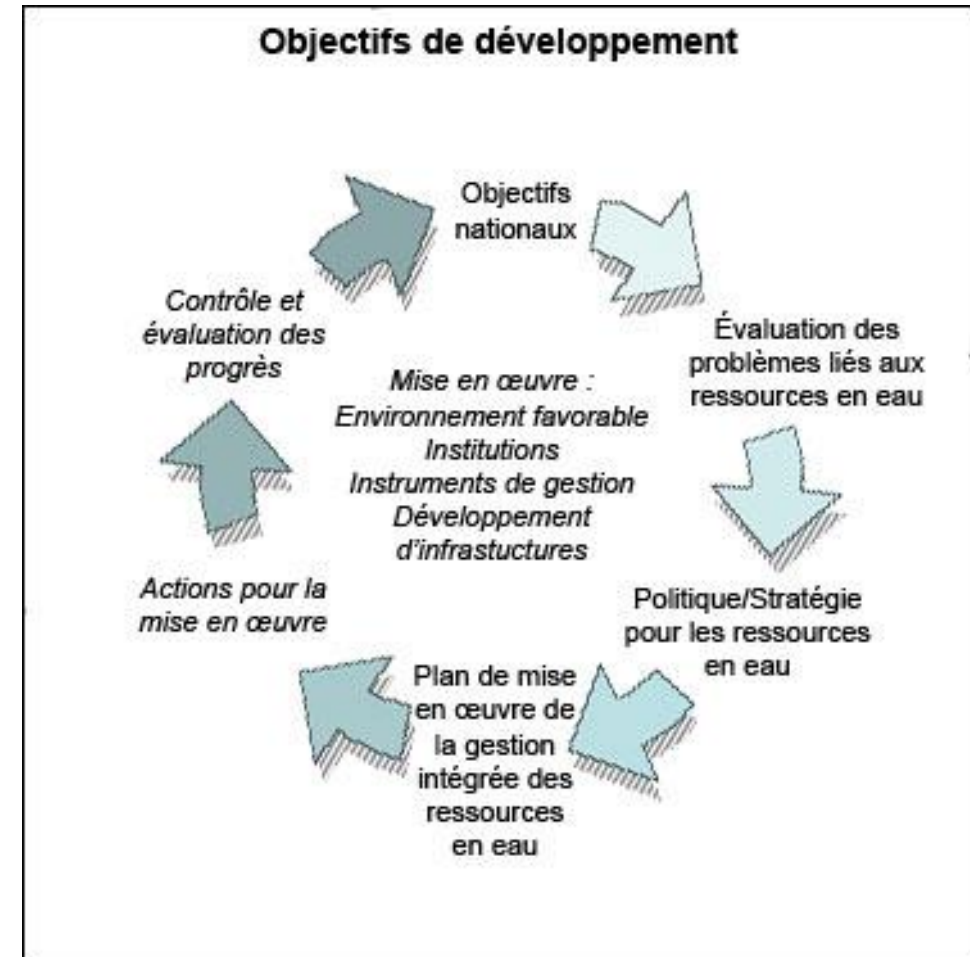 Objectifs de développement
Objectifs
nationaux
Évaluation des
problèmes liés aux
ressources en eau
Politique/Stratégie
pour les ressources
en eau
Plan de mise
en œuvre de
la gestion
intégrée des
ressources
en eau
Actions pour la
mise en œuvre
Contrôle et
évaluation des
progrès
Mise en œuvre :
Environnement favorable
Institutions
Instruments de gestion
Développement
d'infrastuctures